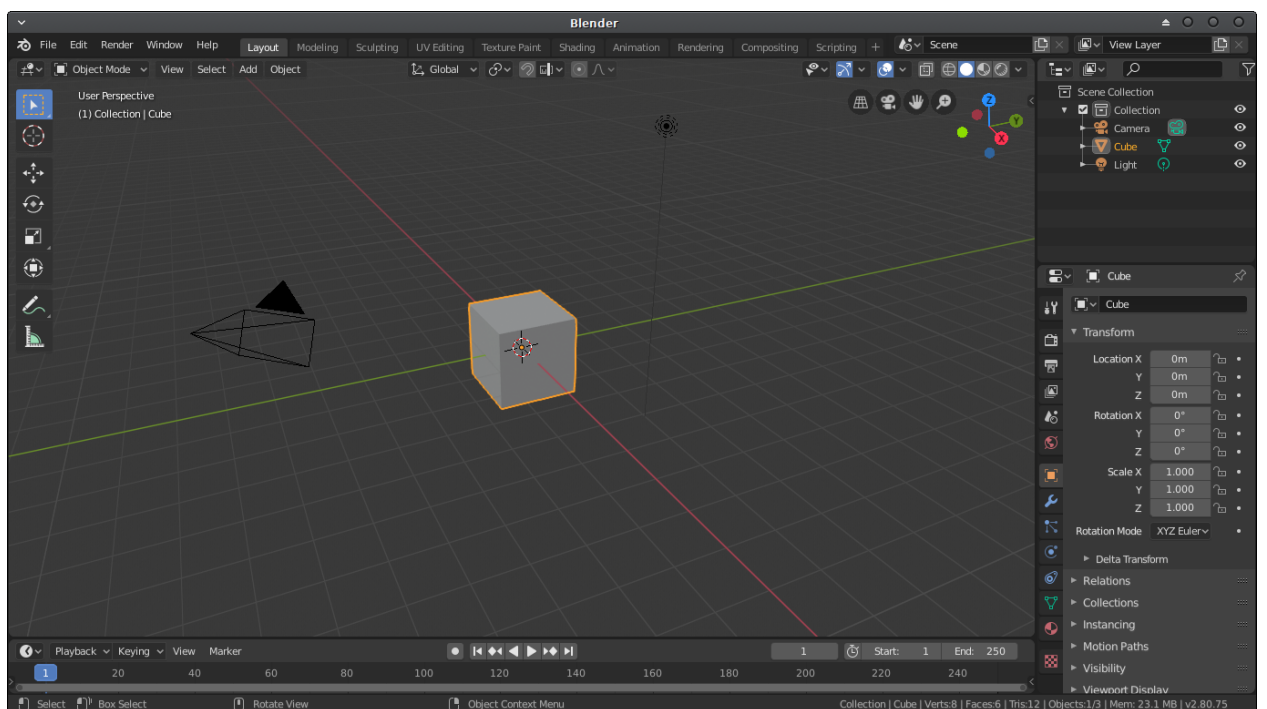 Blender
File Edit Render Window Help Layout Modeling Sculpting UV Editing Texture Paint Shading Animation Rendering Compositing Scripting + Scene View Layer
Object Mode View Select Add Object Global
User Perspective
(1) Collection | Cube
Z
Y
X
Scene Collection
Collection
Camera
Cube
Light
Cube
Cube
Transform
Location X 0m
Y 0m
Z 0m
Rotation X 0°
Y 0°
Z 0°
Scale X 1.000
Y 1.000
Z 1.000
Rotation Mode XYZ Euler
Delta Transform
Relations
Collections
Instancing
Motion Paths
Visibility
Viewport Display
Playback Keying View Marker 1 Start: 1 End: 250
1 20 40 60 80 100 120 140 160 180 200 220 240
Select Box Select Rotate View Object Context Menu Collection | Cube | Verts:8 | Faces:6 | Tris:12 | Objects:1/3 | Mem: 23.1 MB | v2.80.75